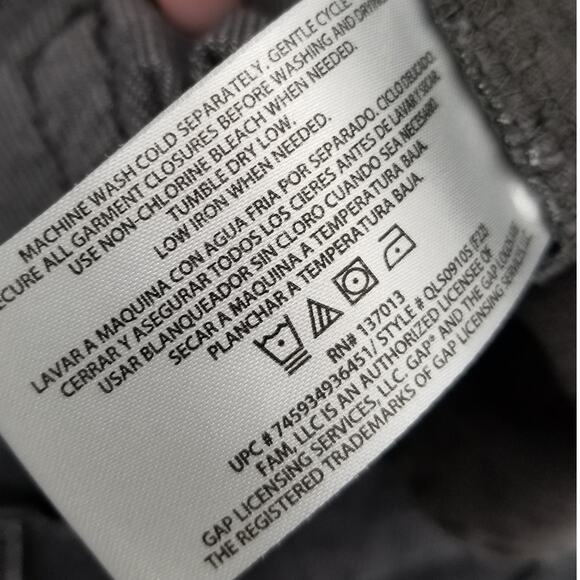 MACHINE WASH COLD SEPARATELY, GENTLE CYCLE
SECURE ALL GARMENT CLOSURES BEFORE WASHING AND DRYING
USE NON-CHLORINE BLEACH WHEN NEEDED.
TUMBLE DRY LOW.
LOW IRON WHEN NEEDED.
LAVAR A MAQUINA CON AGUA FRIA POR SEPARADO. CICLO DELICADO
CERRAR Y ASEGURAR TODOS LOS CIERES ANTES DE LAVAR Y SECAR
USAR BLANQUEADOR SIN CLORO CUANDO SEA NECESARIO.
SECAR A MAQUINA A TEMPERATURA BAJA.
PLANCHAR A TEMPERATURA BAJA.
RN# 137013
UPC # 745934936451/ STYLE # QLS09105 (F22)
FAM, LLC IS AN AUTHORIZED LICENSEE OF
GAP LICENSING SERVICES, LLC. GAP® AND THE GAP
THE REGISTERED TRADEMARKS OF GAP LICENSING SERVICES, LLC.